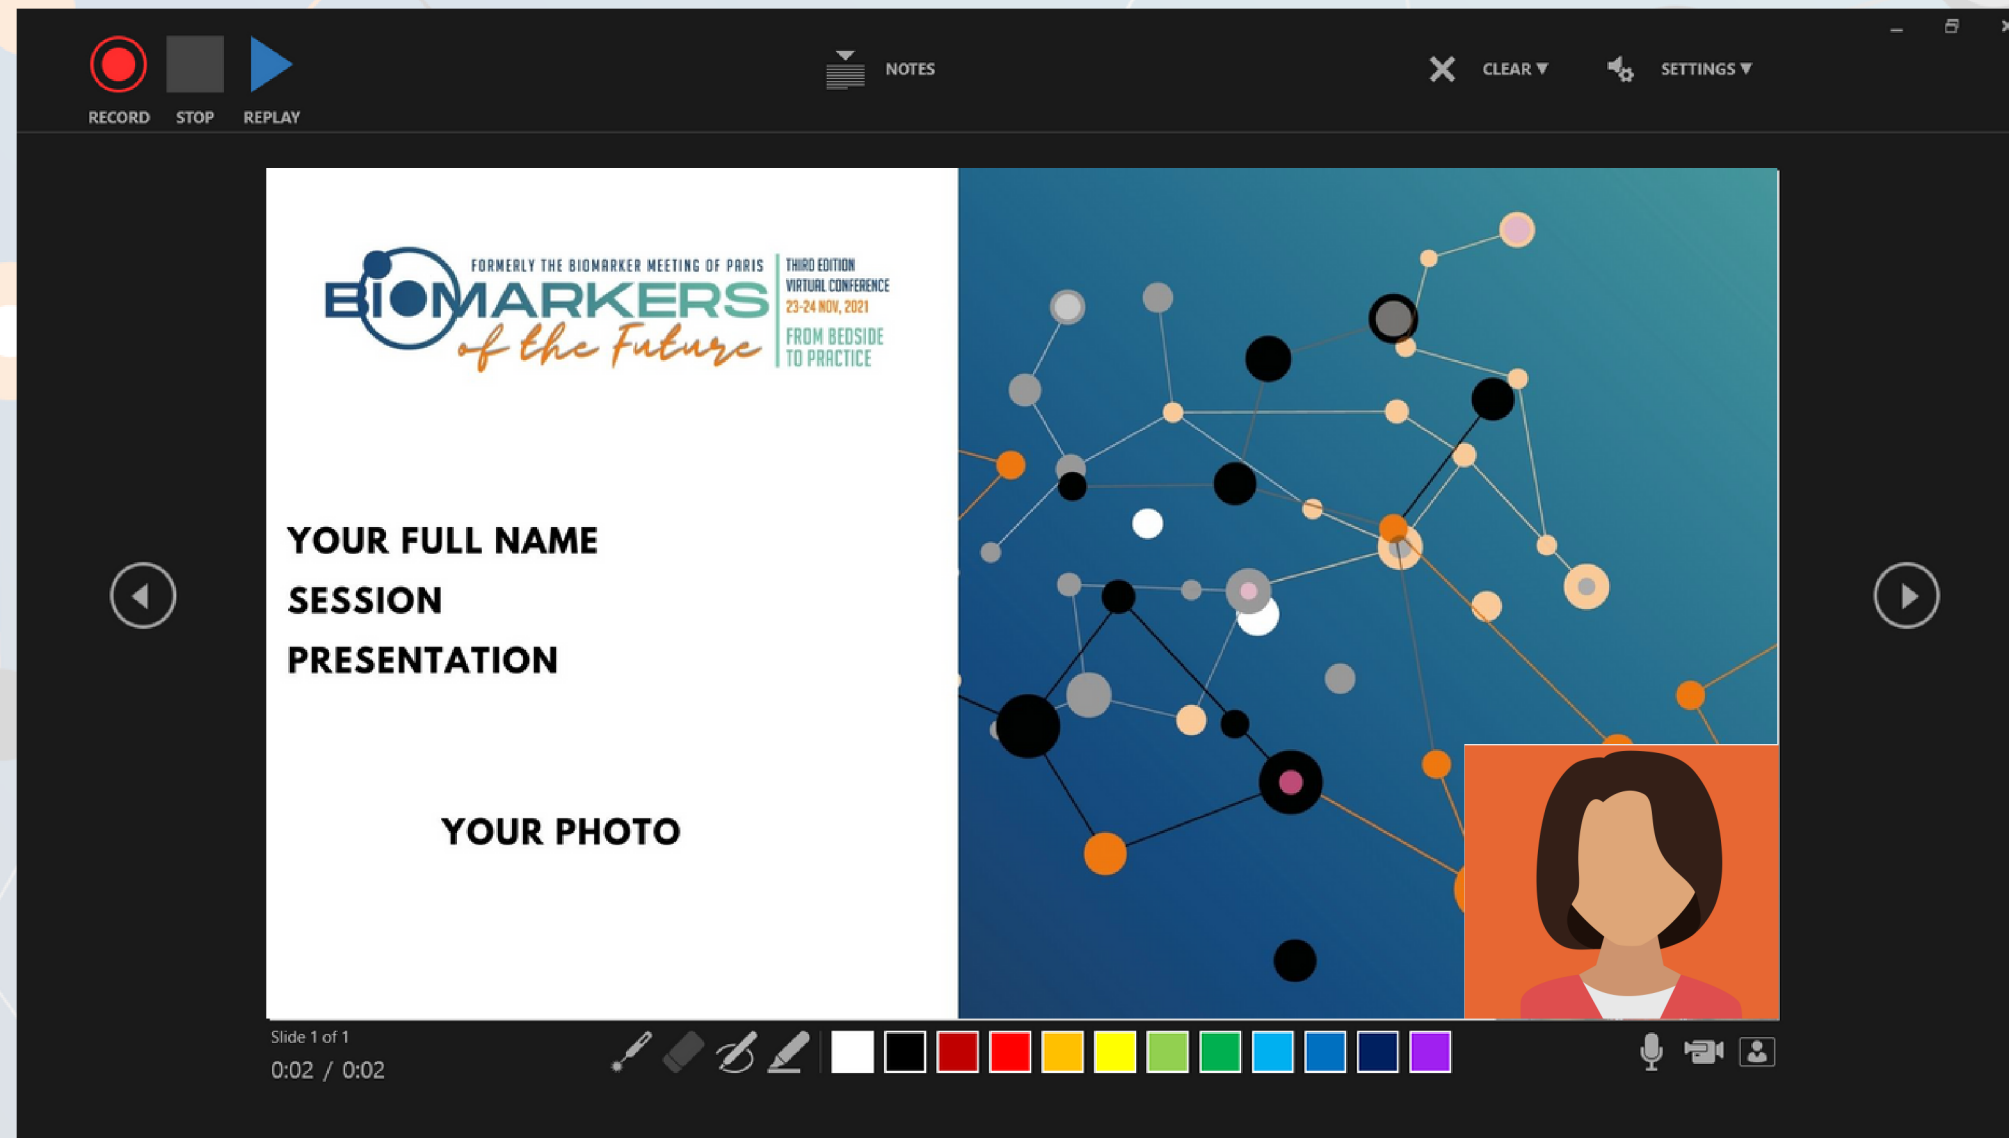 RECORD STOP REPLAY
NOTES
CLEAR
SETTINGS
FORMERLY THE BIOMARKER MEETING OF PARIS
BIOMARKERS
of the Future
THIRD EDITION
VIRTUAL CONFERENCE
23-24 NOV, 2021
FROM BEDSIDE
TO PRACTICE
YOUR FULL NAME
SESSION
PRESENTATION
YOUR PHOTO
Slide 1 of 1
0:02 / 0:02